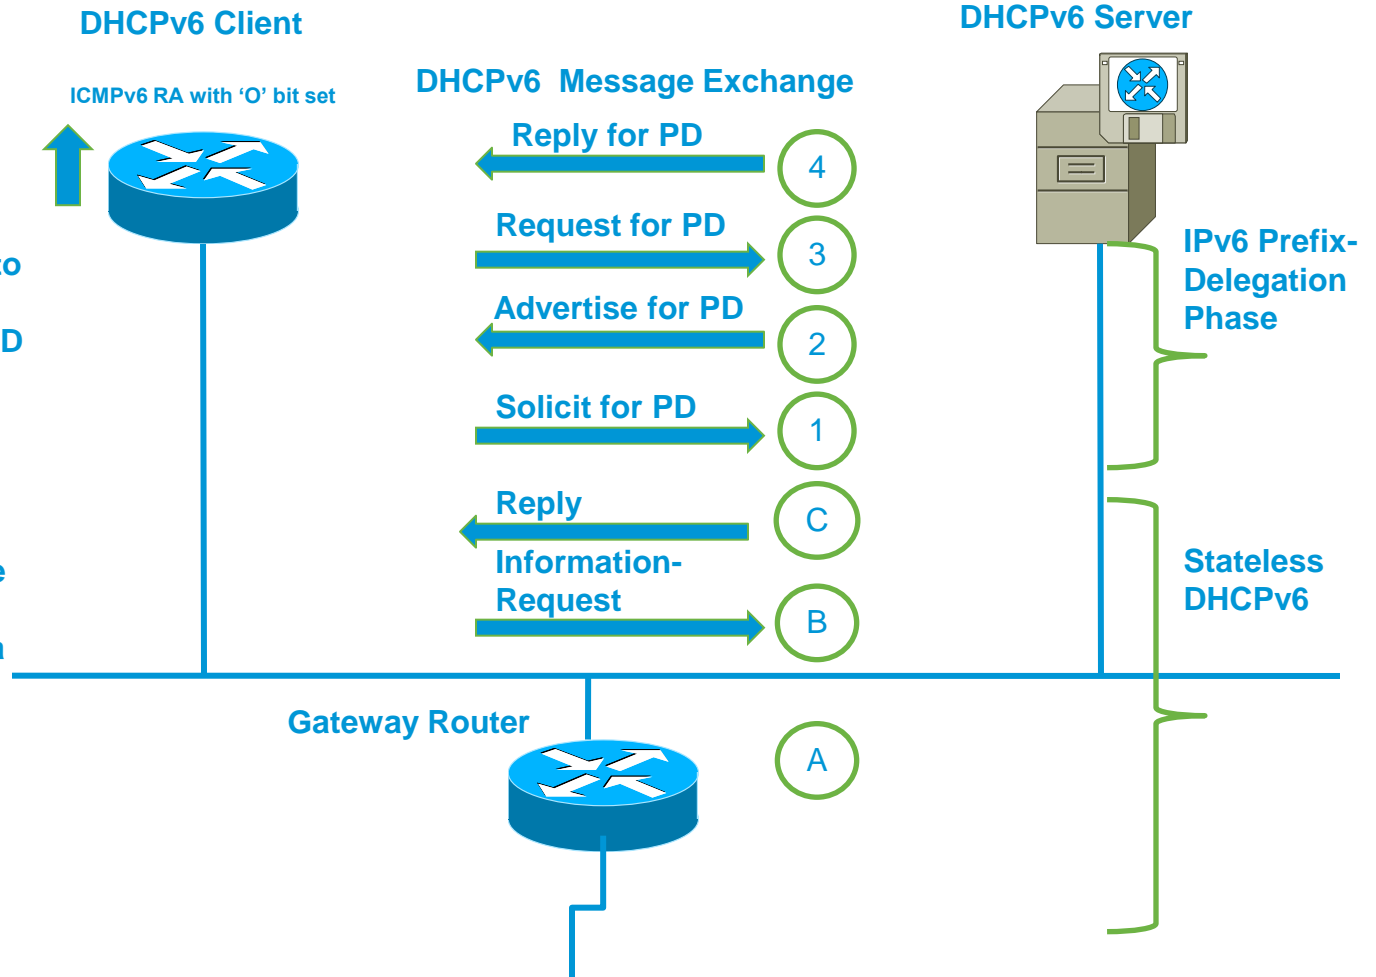 DHCPv6 Client
DHCPv6 Server
ICMPv6 RA with ‘O’ bit set
DHCPv6 Message Exchange
Reply for PD
4
Request for PD
3
Advertise for PD
2
Solicit for PD
1
Reply
C
Information-
Request
B
Gateway Router
A
IPv6 Prefix-
Delegation
Phase
Stateless
DHCPv6
to